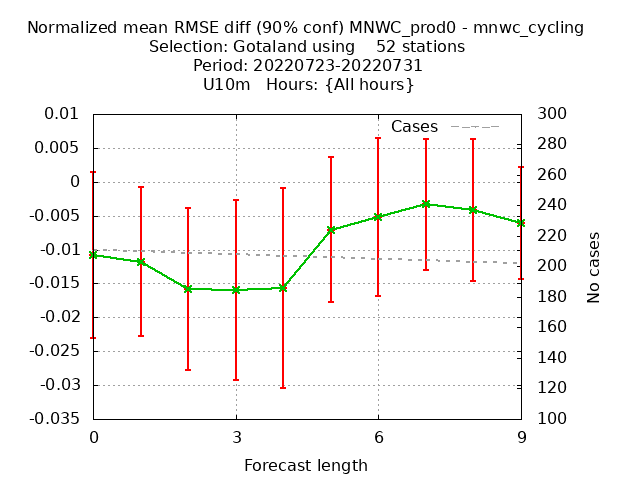 Normalized mean RMSE diff (90% conf) MNWC_prod0 - mnwc_cycling
Selection: Gotaland using 52 stations
Period: 20220723-20220731
U10m Hours: {All hours}
Cases
0.01
0.005
0
-0.005
-0.01
-0.015
-0.02
-0.025
-0.03
-0.035
300
280
260
240
220
200
180
160
140
120
100
No cases
0 3 6 9
Forecast length